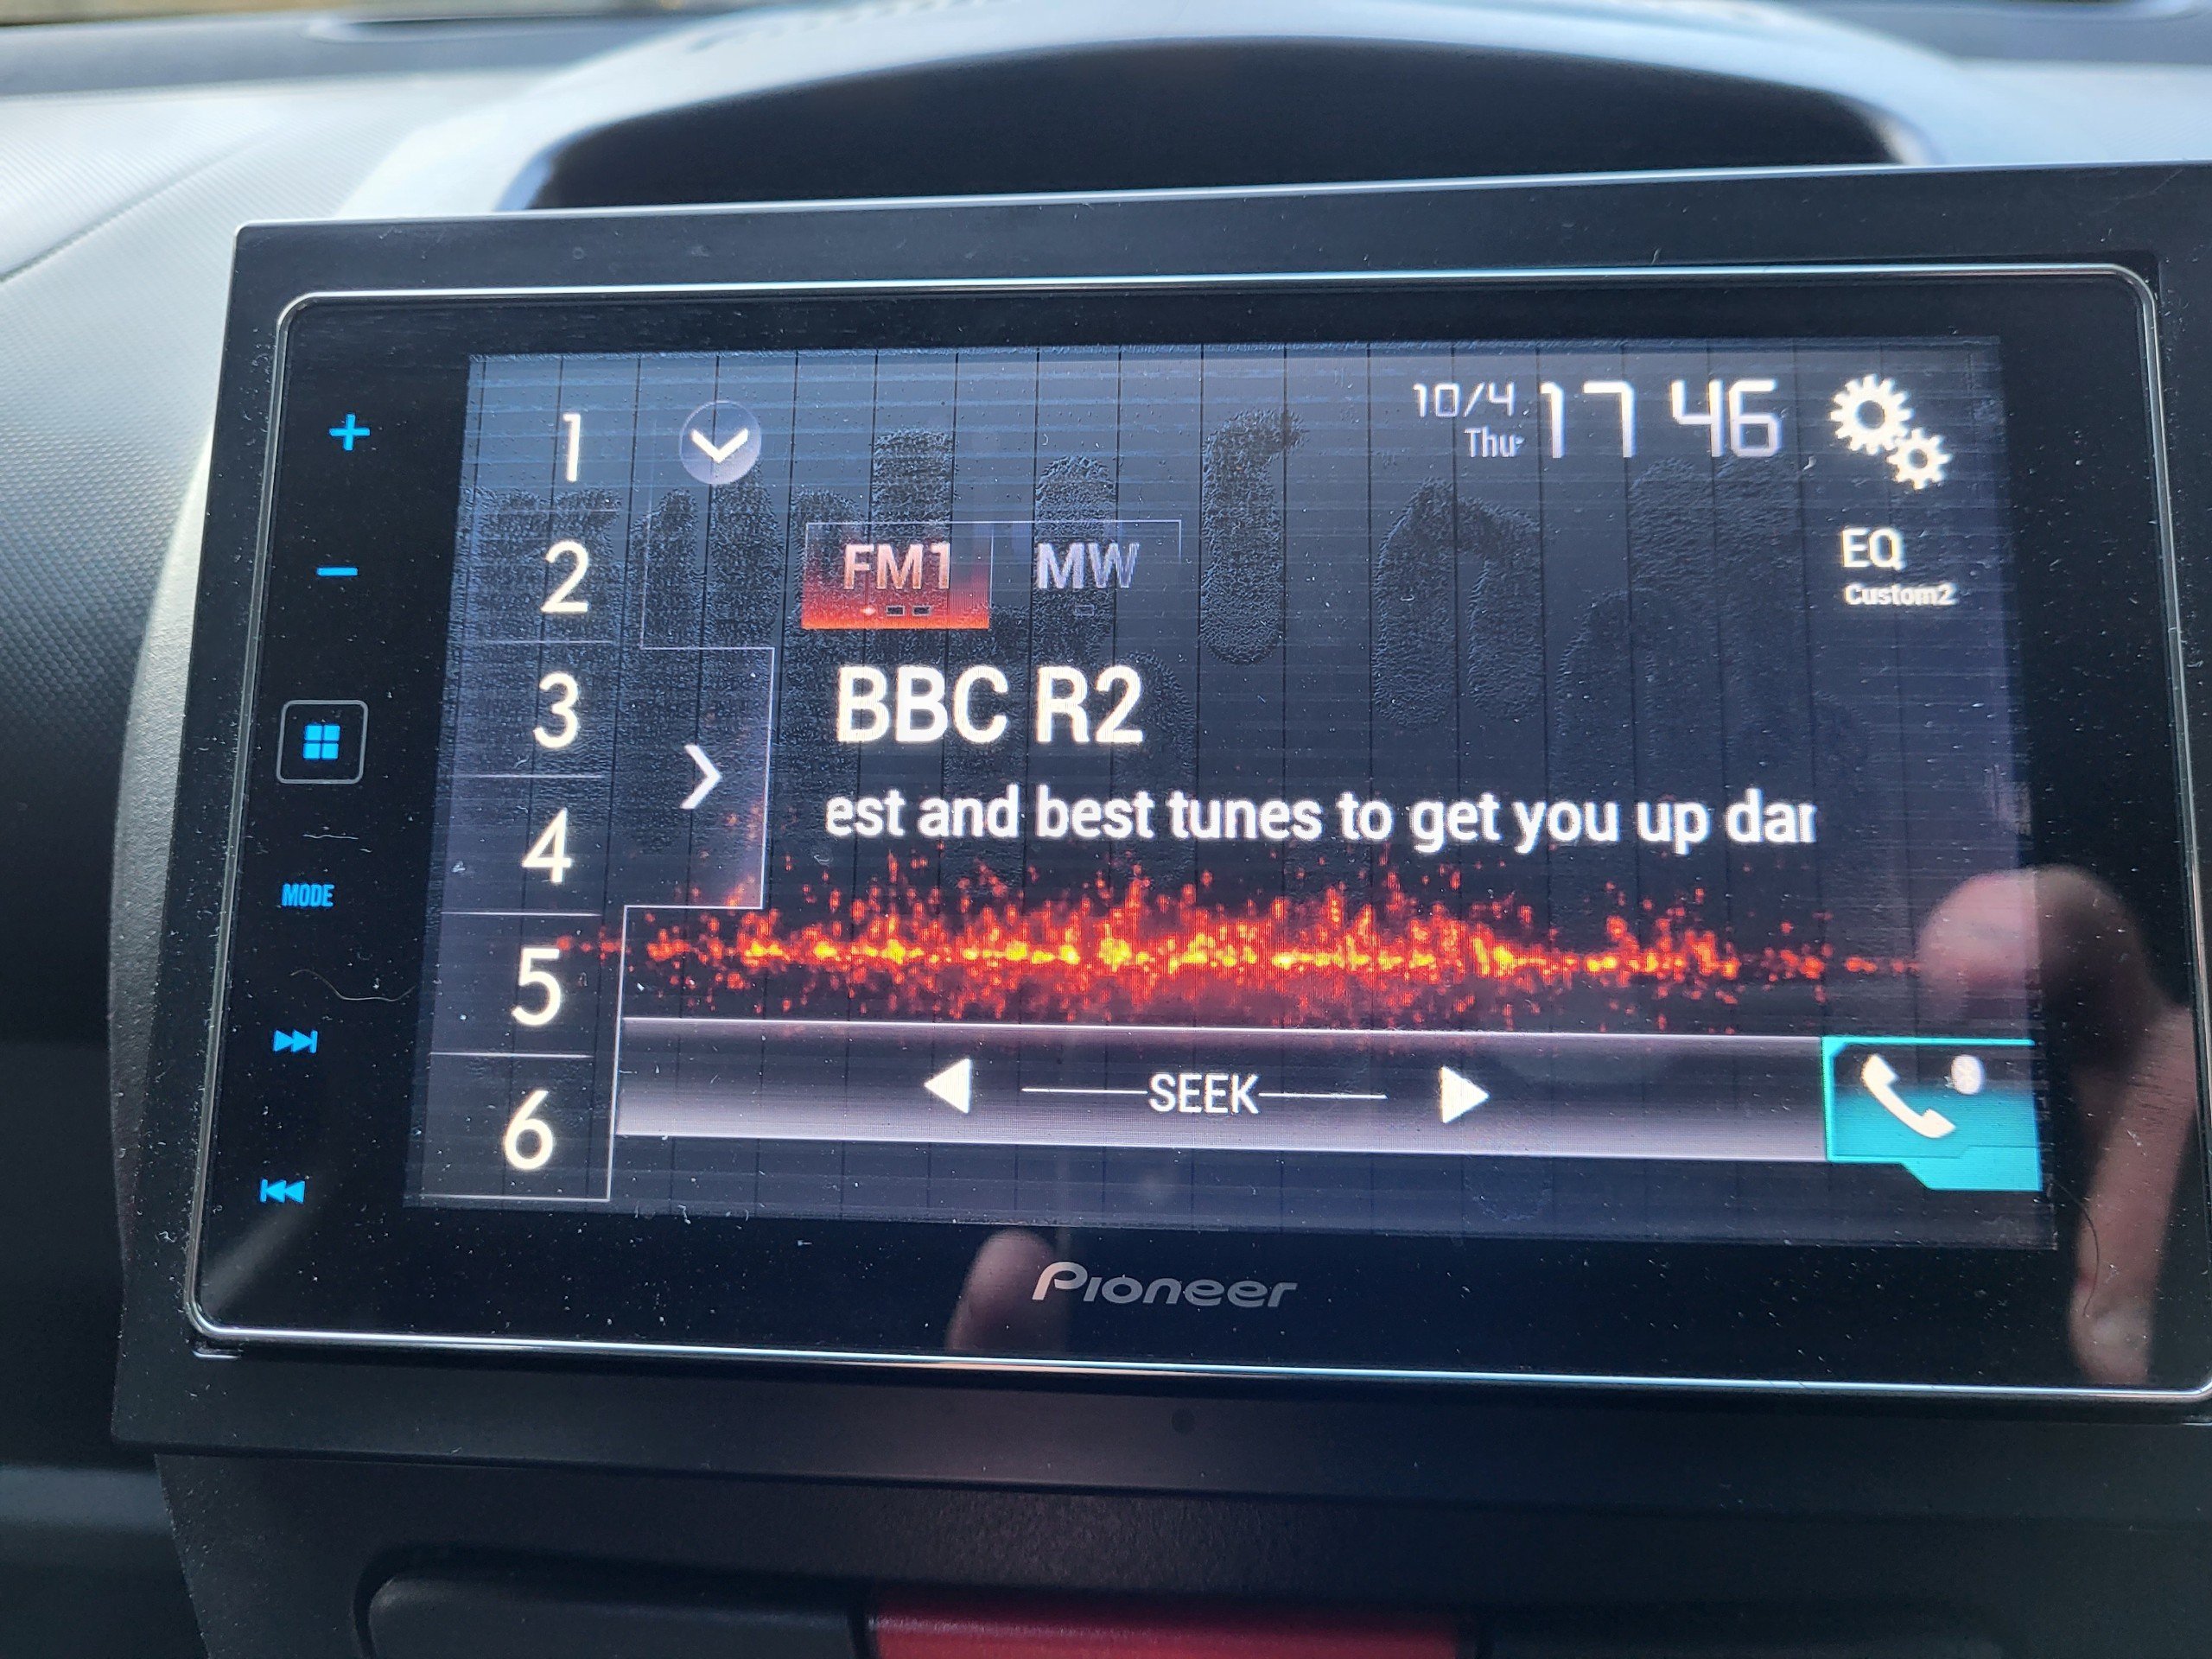 10/4
Thu
17 46
1
2
3
4
5
6
FM1 MW
EQ
Custom2
BBC R2
est and best tunes to get you up dar
MODE
SEEK
Pioneer